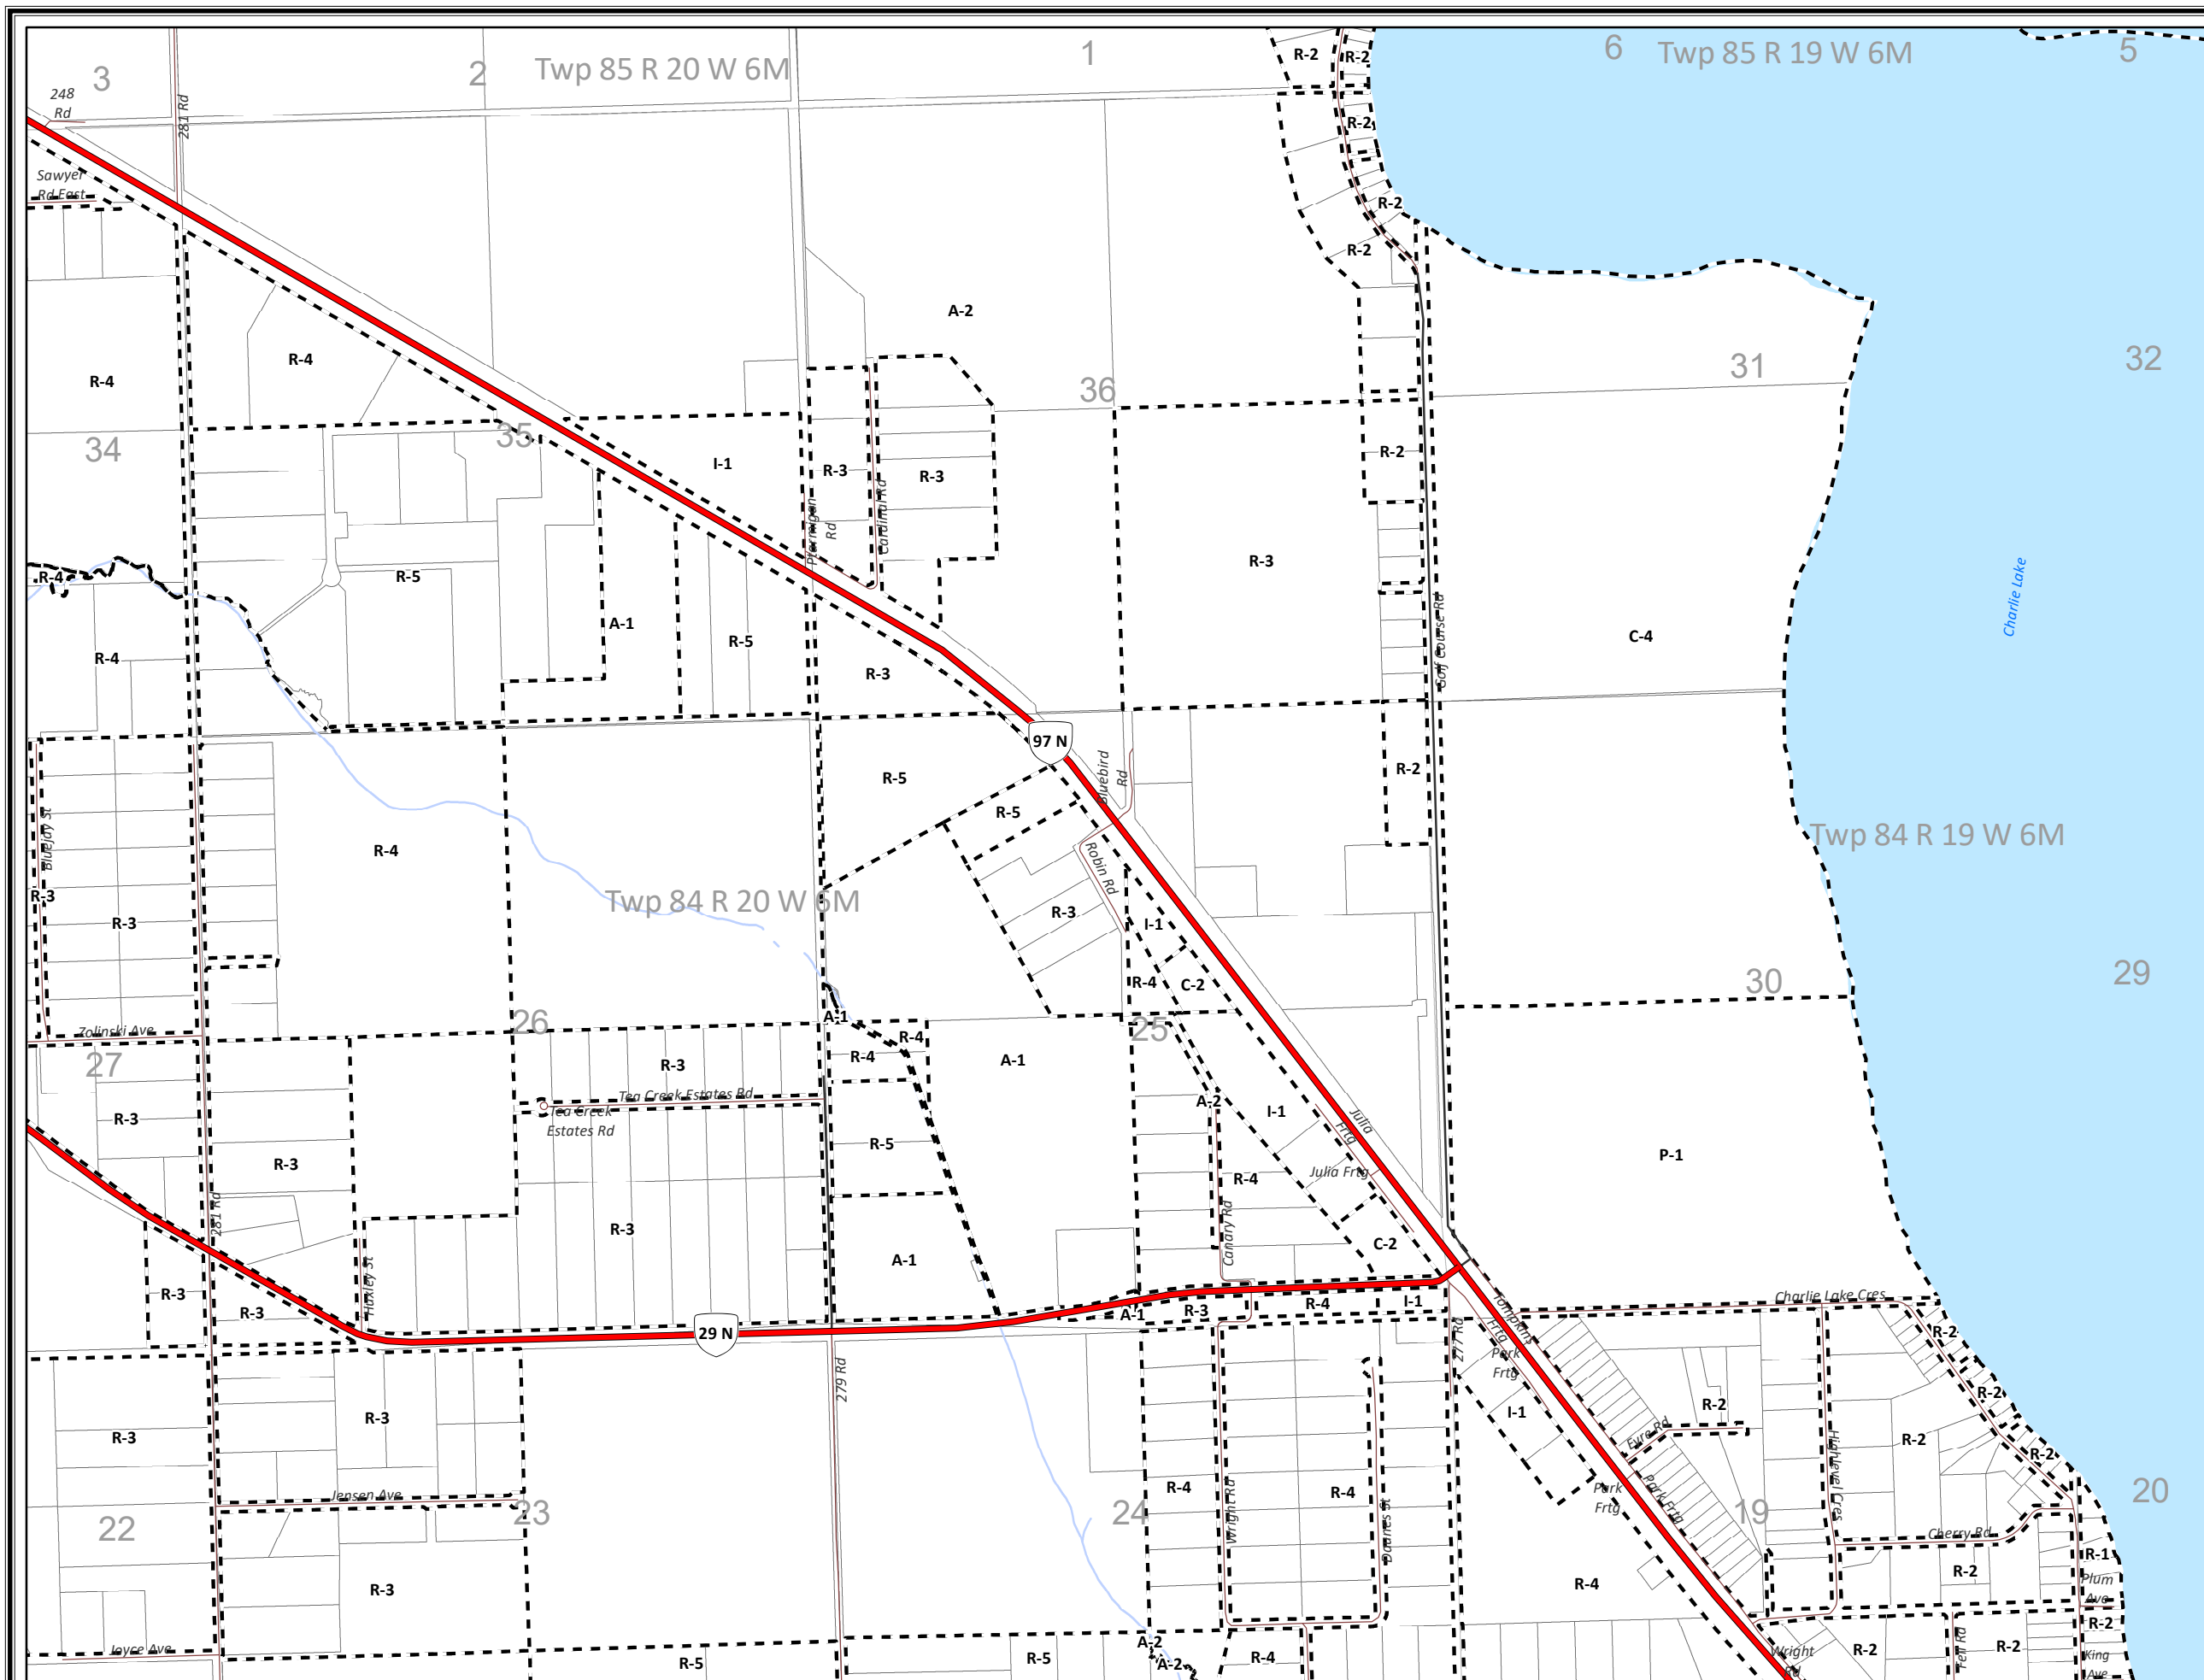 3
2
Twp 85 R 20 W 6M
1
6
Twp 85 R 19 W 6M
5
R-2
R-2
248
Rd
281 Rd
R-2
Sawyer
Rd East
R-2
R-2
A-2
R-4
R-4
36
31
32
34
35
I-1
R-3
R-3
R-2
Ptarmigan
Rd
Cardinal Rd
R-3
R-4
R-5
Charlie Lake
A-1
R-5
C-4
Golf Course Rd
R-4
R-3
97 N
R-5
Bluebird
Rd
R-2
R-5
Bluejay St
R-4
Robin Rd
Twp 84 R 19 W 6M
R-3
R-3
Twp 84 R 20 W 6M
R-3
I-1
R-4
C-2
30
29
Zolinski Ave
26
A-1
R-4
R-4
25
27
R-3
A-1
Tea Creek Estates Rd
Tea Creek
Estates Rd
A-2
I-1
Julia
Frtg
R-3
R-5
R-3
Julia Frtg
R-4
P-1
281 Rd
R-3
Canary Rd
C-2
A-1
Huxley St
R-3
R-3
29 N
A-1
R-3
R-4
I-1
Charlie Lake Cres
Tompkins
Frtg
277 Rd
Park
Frtg
R-2
279 Rd
R-2
R-2
I-1
R-3
R-3
Eyre Rd
R-2
R-2
Highlevel Cres
Jensen Ave
22
23
24
R-4
Wright Rd
R-4
Park
Frtg
Park Frtg
19
20
Cherry Rd
R-3
R-4
R-2
R-1
Plum
Ave
Joyce Ave
R-5
R-5
A-2
A-2
R-4
Wright
Rd
R-2
Fell Rd
R-2
R-2
King
Ave